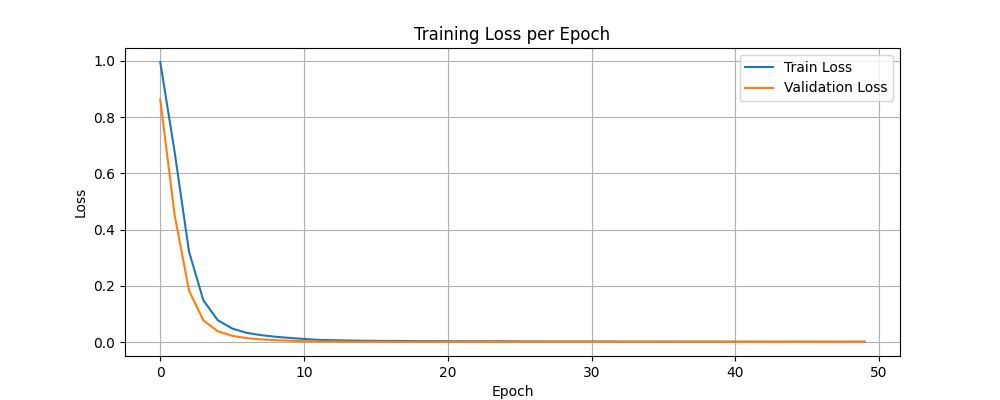 Training Loss per Epoch
Train Loss
Validation Loss
1.0
0.8
0.6
0.4
0.2
0.0
Loss
0 10 20 30 40 50
Epoch